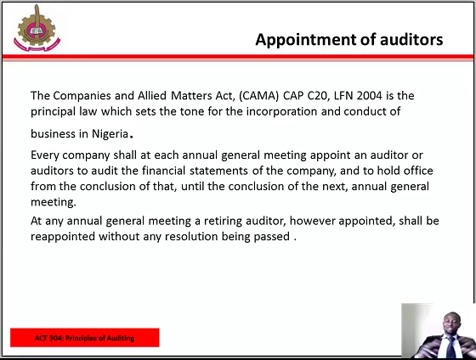 Appointment of auditors
The Companies and Allied Matters Act, (CAMA) CAP C20, LFN 2004 is the
principal law which sets the tone for the incorporation and conduct of
business in Nigeria.
Every company shall at each annual general meeting appoint an auditor or
auditors to audit the financial statements of the company, and to hold office
from the conclusion of that, until the conclusion of the next, annual general
meeting.
At any annual general meeting a retiring auditor, however appointed, shall be
reappointed without any resolution being passed .
ACT 304: Principles of Auditing